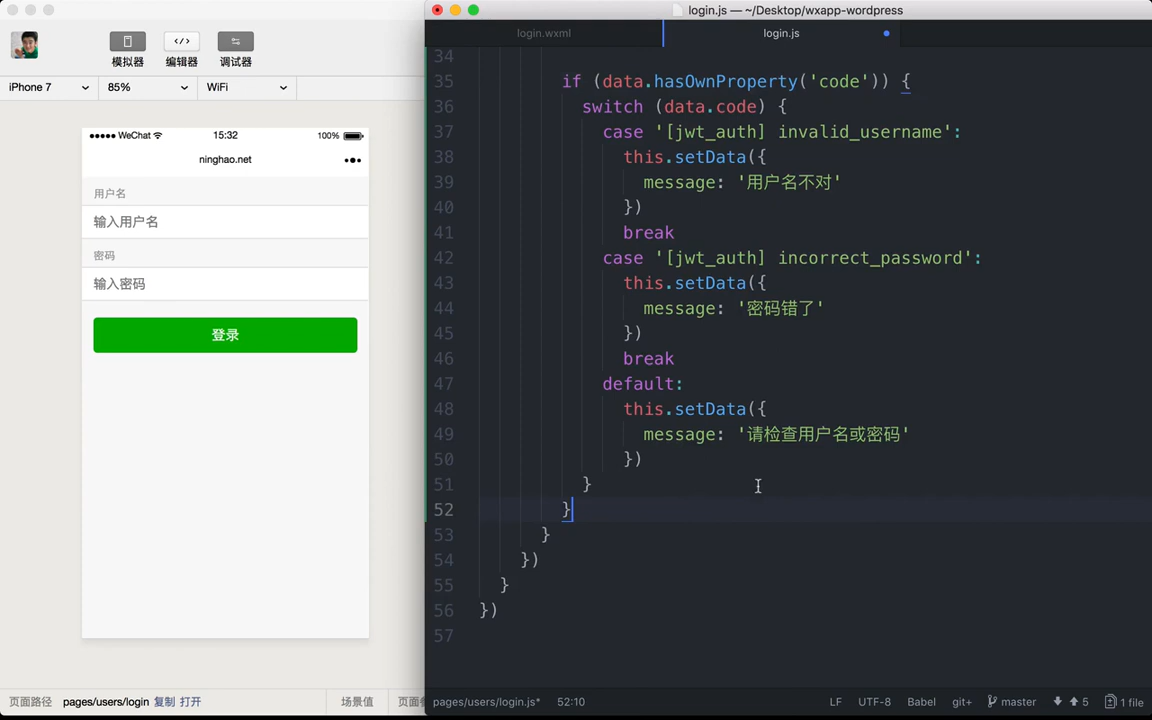 login.js — ~/Desktop/wxapp-wordpress
login.wxml
login.js
模拟器
编辑器
调试器
iPhone 7
85%
WiFi
WeChat
15:32
100%
ninghao.net
用户名
输入用户名
密码
输入密码
登录
34
35 if (data.hasOwnProperty('code')) {
36 switch (data.code) {
37 case '[jwt_auth] invalid_username':
38 this.setData({
39 message: '用户名不对'
40 })
41 break
42 case '[jwt_auth] incorrect_password':
43 this.setData({
44 message: '密码错了'
45 })
46 break
47 default:
48 this.setData({
49 message: '请检查用户名或密码'
50 })
51 }
52 }
53 }
54 })
55 }
56 })
57
页面路径 pages/users/login 复制 打开
场景值
页面
pages/users/login.js* 52:10
LF UTF-8 Babel git+ master 5 1 file